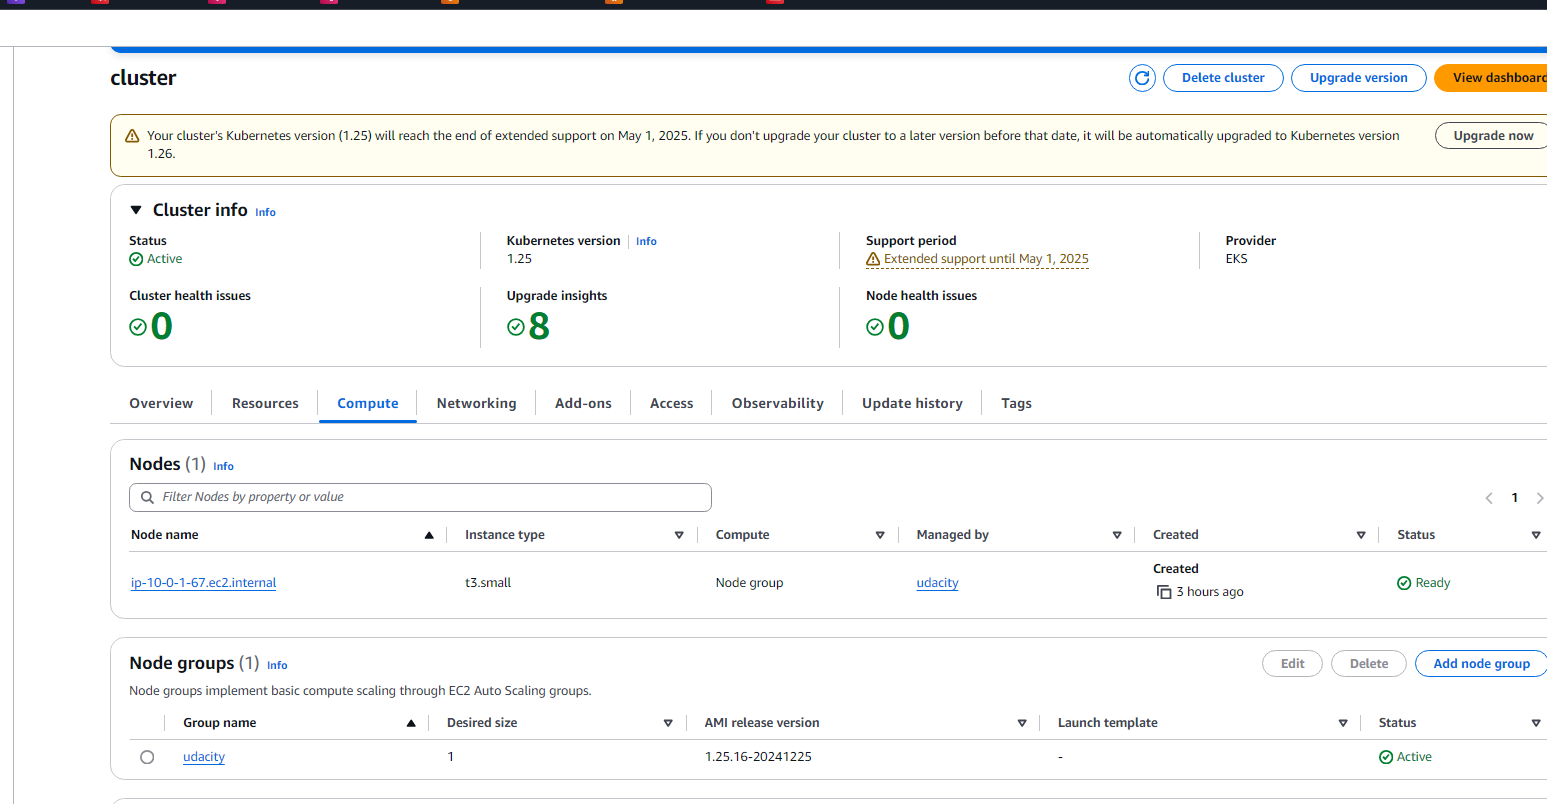 cluster
Delete cluster
Upgrade version
View dashboard
Your cluster's Kubernetes version (1.25) will reach the end of extended support on May 1, 2025. If you don't upgrade your cluster to a later version before that date, it will be automatically upgraded to Kubernetes version
1.26.
Upgrade now
Cluster info Info
Status
Active
Kubernetes version Info
1.25
Support period
Extended support until May 1, 2025
Provider
EKS
Cluster health issues
0
Upgrade insights
8
Node health issues
0
Overview Resources Compute Networking Add-ons Access Observability Update history Tags
Nodes (1) Info
Filter Nodes by property or value
1
Node name Instance type Compute Managed by Created Status
ip-10-0-1-67.ec2.internal t3.small Node group udacity Created
3 hours ago
Ready
Node groups (1) Info
Edit Delete Add node group
Node groups implement basic compute scaling through EC2 Auto Scaling groups.
Group name Desired size AMI release version Launch template Status
udacity 1 1.25.16-20241225 - Active